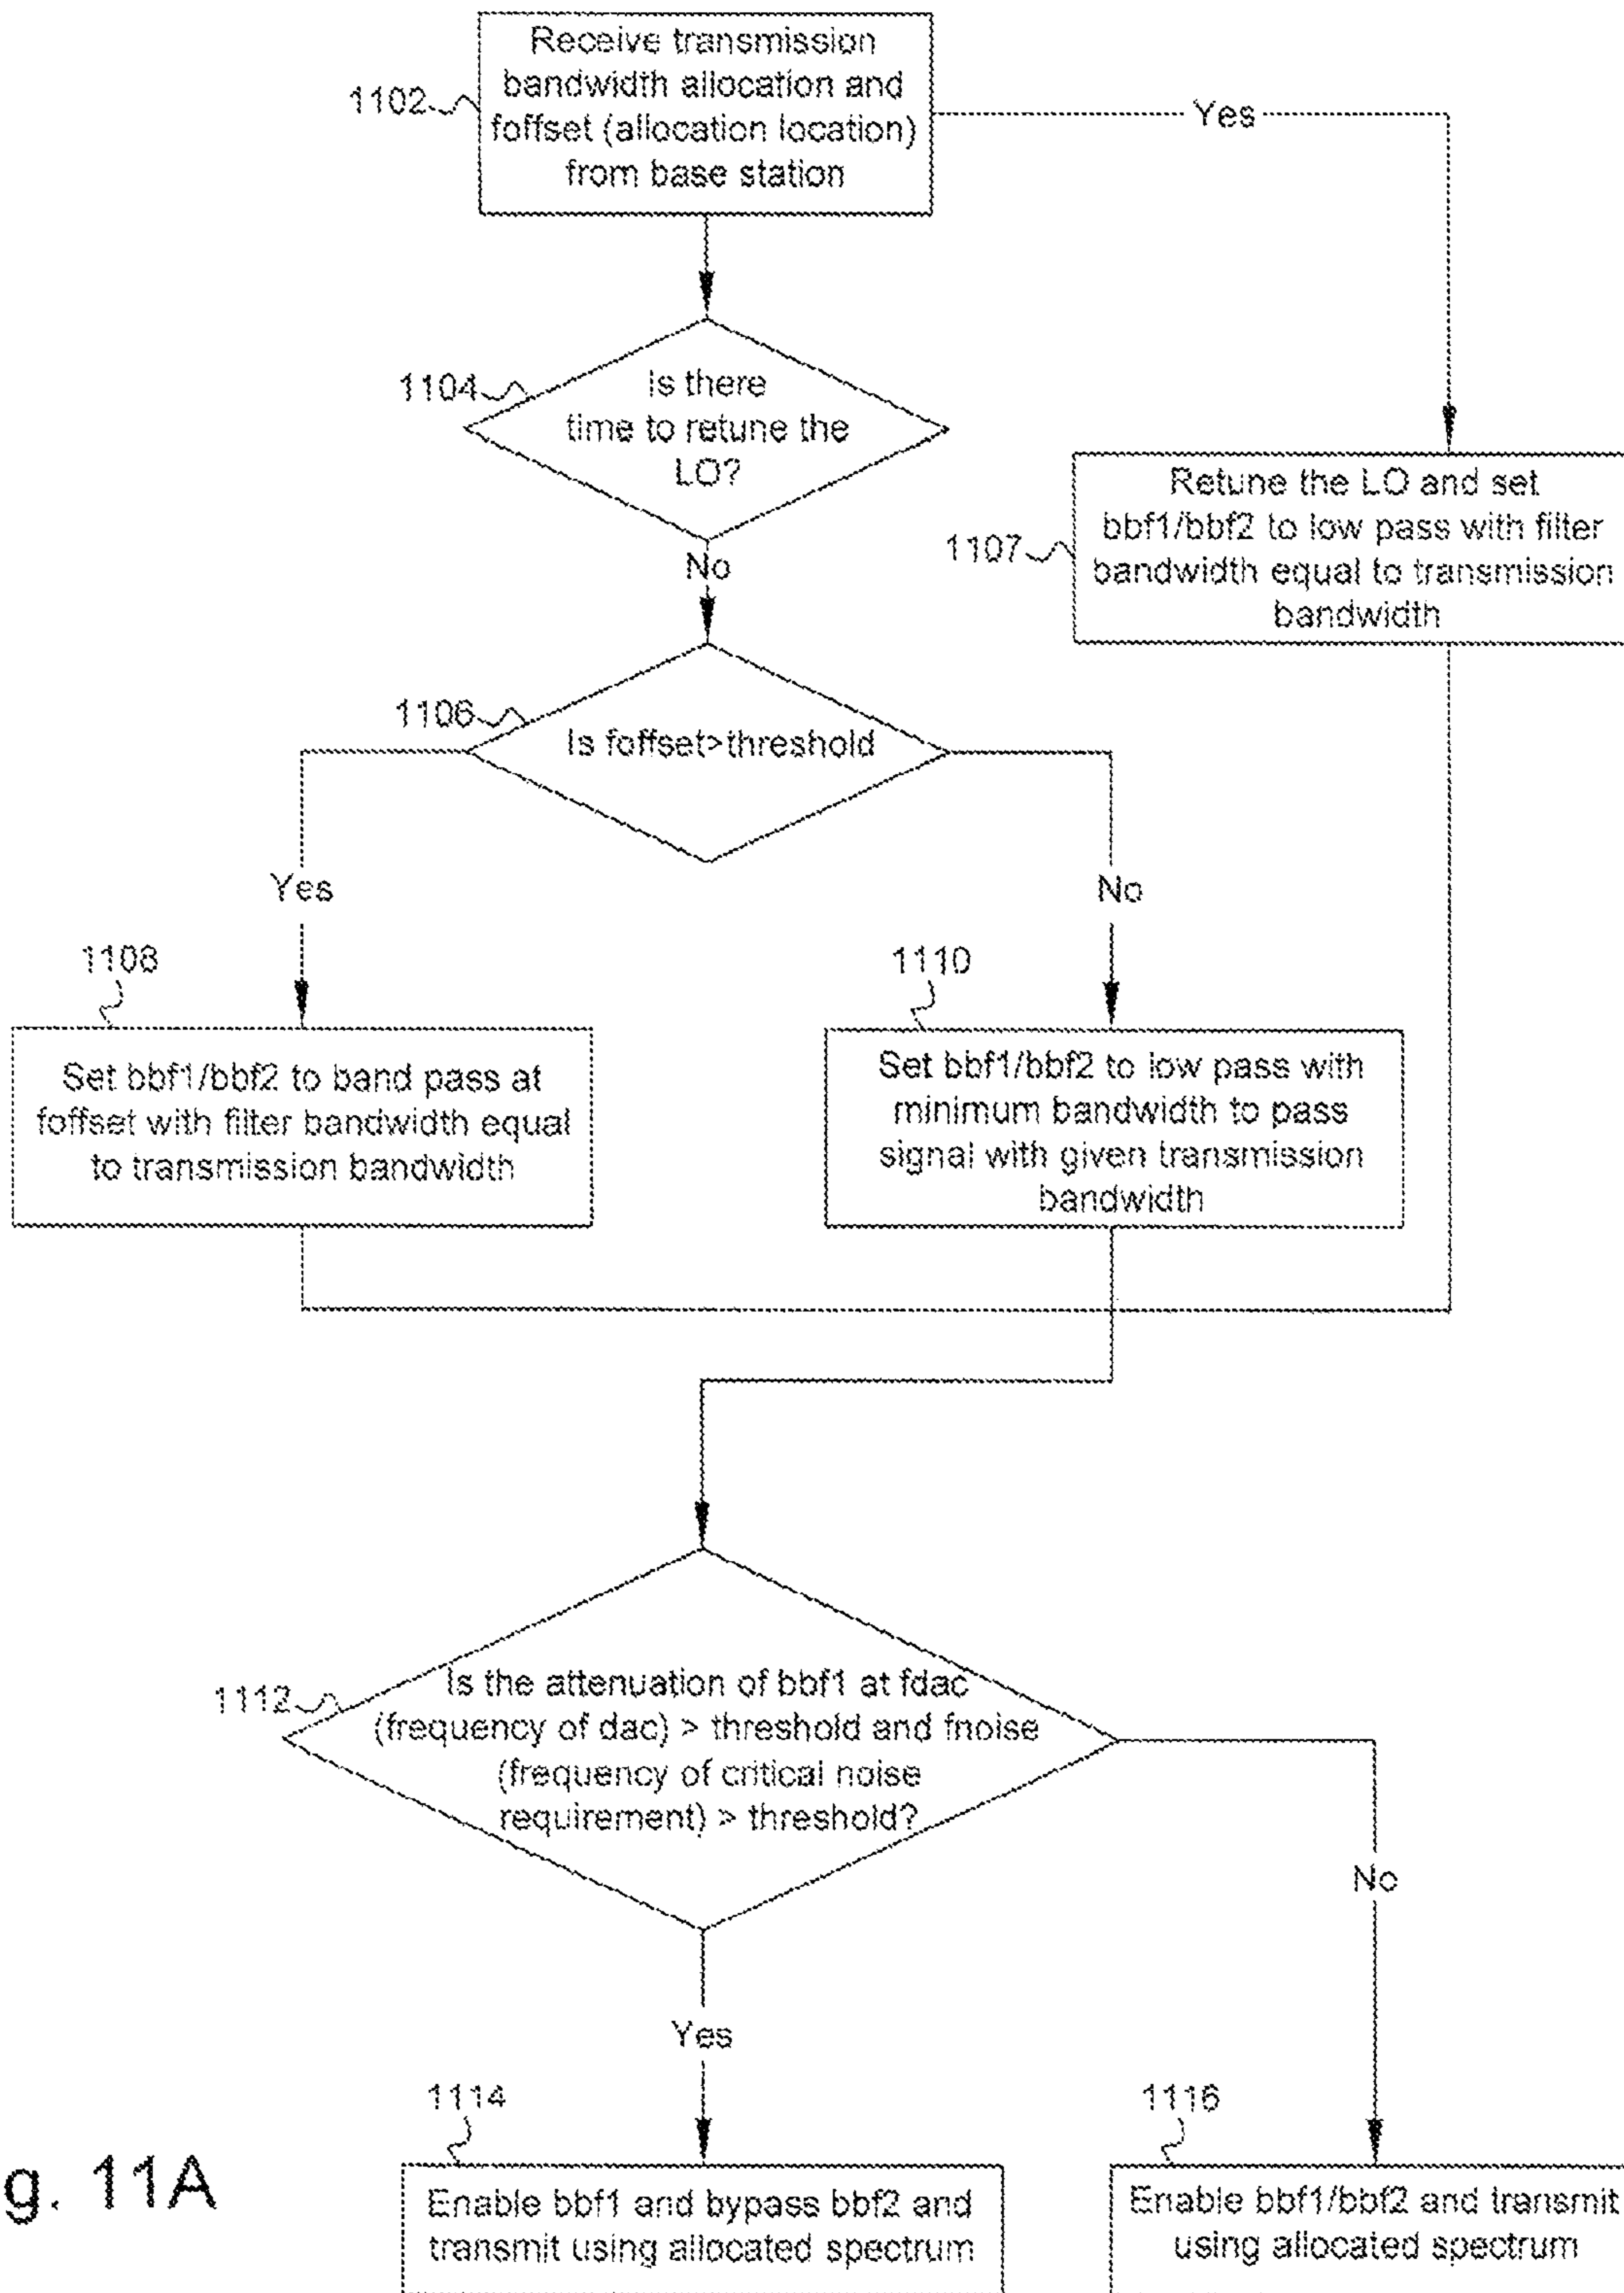 Receive transmission
bandwidth allocation and
foffset (allocation location)
from base station
1102
Yes
1104
Is there
time to retune the
LO?
No
Retune the LO and set
bbf1/bbf2 to low pass with filter
bandwidth equal to transmission
bandwidth
1107
1106
Is foffset>threshold
Yes
No
1108
1110
Set bbf1/bbf2 to band pass at
foffset with filter bandwidth equal
to transmission bandwidth
Set bbf1/bbf2 to low pass with
minimum bandwidth to pass
signal with given transmission
bandwidth
1112
Is the attenuation of bbf1 at fdac
(frequency of dac) > threshold and fnoise
(frequency of critical noise
requirement) > threshold?
No
Yes
1114
1116
Enable bbf1 and bypass bbf2 and
transmit using allocated spectrum
Enable bbf1/bbf2 and transmit
using allocated spectrum
g. 11A